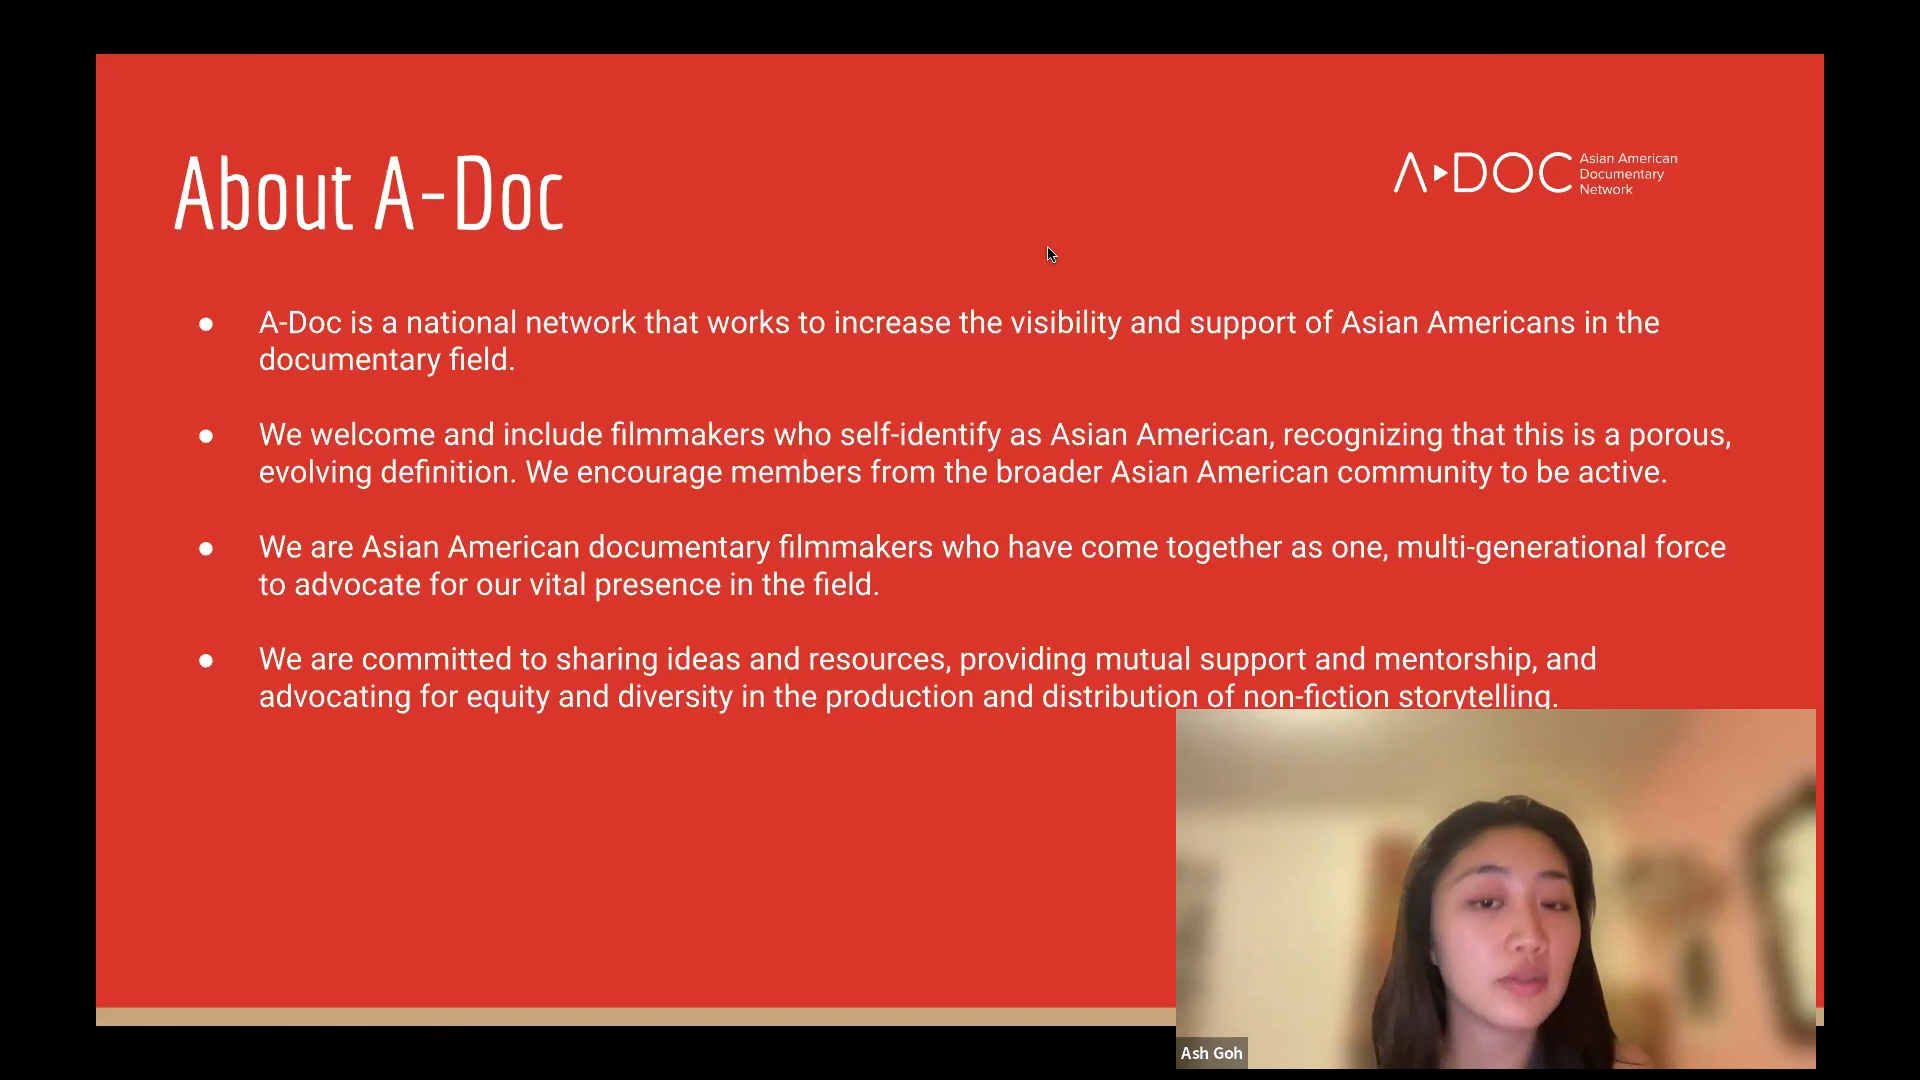 About A-Doc
A DOC
Asian American
Documentary
Network
● A-Doc is a national network that works to increase the visibility and support of Asian Americans in the
documentary field.
● We welcome and include filmmakers who self-identify as Asian American, recognizing that this is a porous,
evolving definition. We encourage members from the broader Asian American community to be active.
● We are Asian American documentary filmmakers who have come together as one, multi-generational force
to advocate for our vital presence in the field.
● We are committed to sharing ideas and resources, providing mutual support and mentorship, and
advocating for equity and diversity in the production and distribution of non-fiction storytelling.
Ash Goh